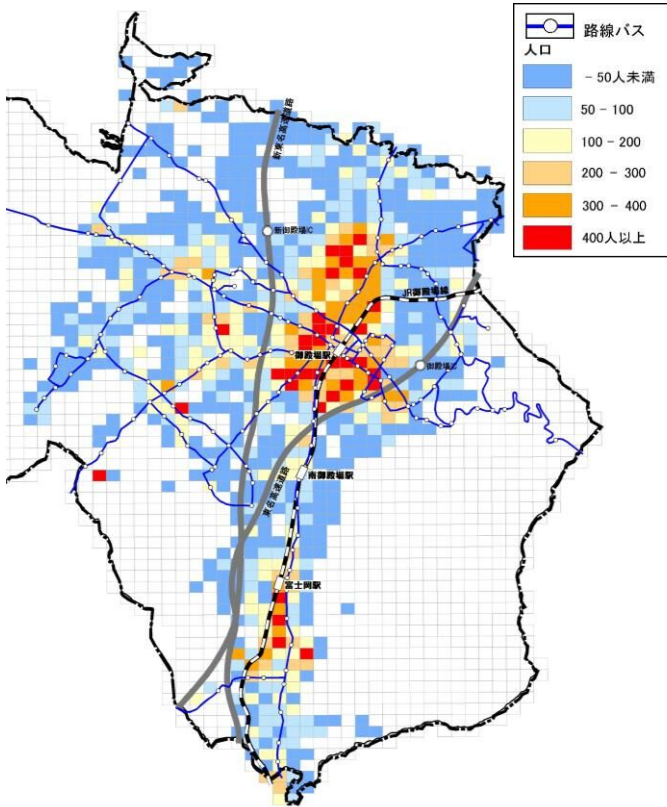 路線バス
人口
- 50人未満
50 - 100
100 - 200
200 - 300
300 - 400
400人以上
新東名高速道路
新御殿場IC
JR御殿場線
御殿場駅
御殿場IC
南御殿場駅
東名高速道路
富士岡駅